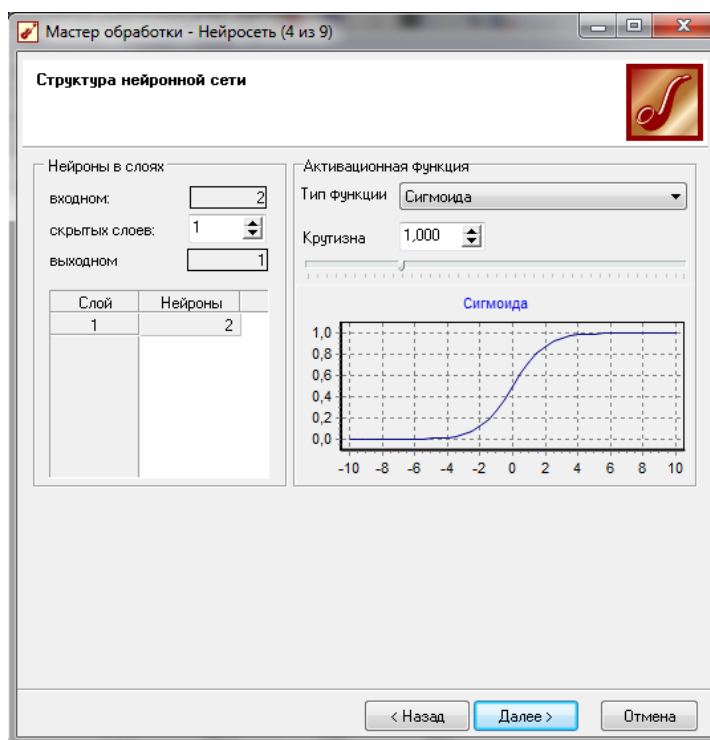 Мастер обработки - Нейросеть (4 из 9)
Структура нейронной сети
Нейроны в слоях
входном: 2
скрытых слоев: 1
выходном 1
Слой Нейроны
1 2
Активационная функция
Тип функции Сигмоида
Крутизна 1,000
Сигмоида
1,0
0,8
0,6
0,4
0,2
0,0
-10 -8 -6 -4 -2 0 2 4 6 8 10
< Назад Далее > Отмена